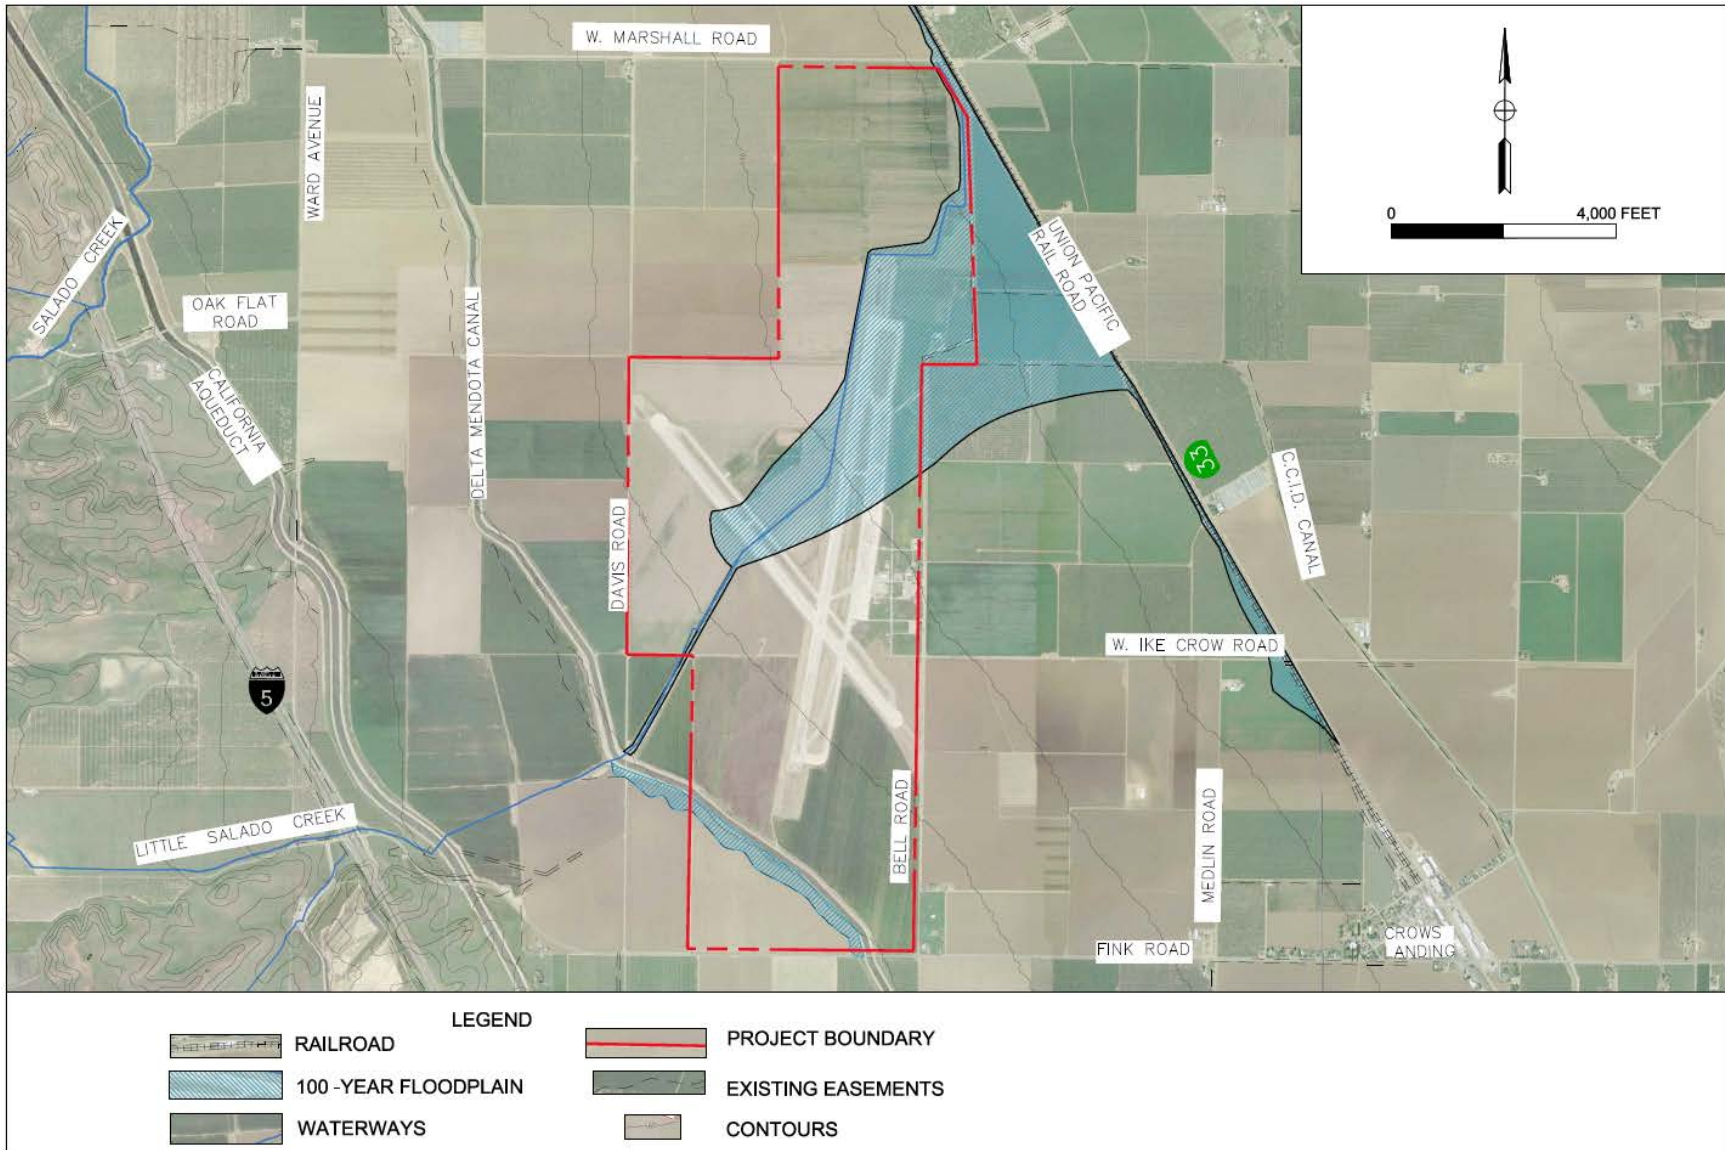 W. MARSHALL ROAD
WARD AVENUE
SALADO CREEK
OAK FLAT
ROAD
CALIFORNIA
AQUEDUCT
DELTA MENDOTA CANAL
UNION PACIFIC
RAIL ROAD
0
4,000 FEET
33
C.C.I.D. CANAL
DAVIS ROAD
W. IKE CROW ROAD
5
LITTLE SALADO CREEK
BELL ROAD
MEDLIN ROAD
FINK ROAD
CROWS
LANDING
LEGEND
RAILROAD
100 -YEAR FLOODPLAIN
WATERWAYS
PROJECT BOUNDARY
EXISTING EASEMENTS
CONTOURS